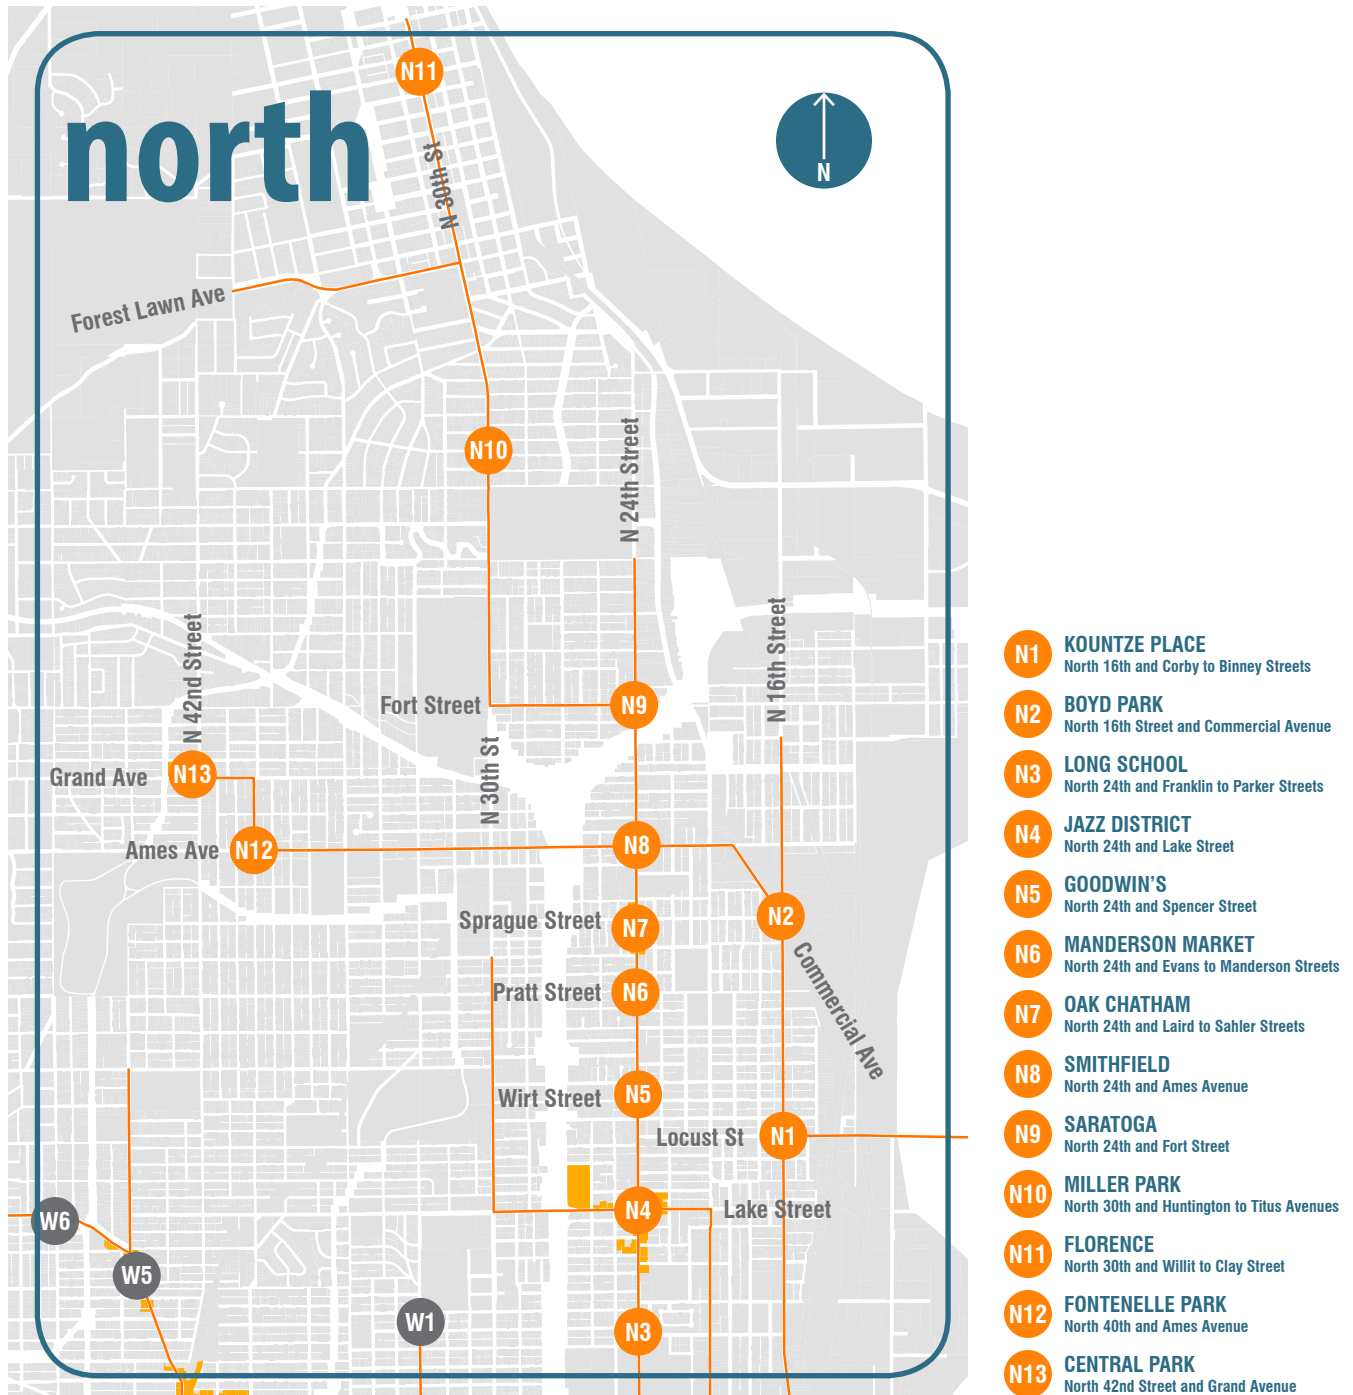 N11
north
N
N 30th St
Forest Lawn Ave
N10
N 24th Street
N 42nd Street
N 16th Street
Fort Street
N9
N 30th St
Grand Ave
N13
Ames Ave
N12
N8
Sprague Street
N7
N2
Commercial Ave
Pratt Street
N6
Wirt Street
N5
Locust St
N1
W6
N4
Lake Street
W5
W1
N3
N1
KOUNTZE PLACE
North 16th and Corby to Binney Streets
N2
BOYD PARK
North 16th Street and Commercial Avenue
N3
LONG SCHOOL
North 24th and Franklin to Parker Streets
N4
JAZZ DISTRICT
North 24th and Lake Street
N5
GOODWIN’S
North 24th and Spencer Street
N6
MANDERSON MARKET
North 24th and Evans to Manderson Streets
N7
OAK CHATHAM
North 24th and Laird to Sahler Streets
N8
SMITHFIELD
North 24th and Ames Avenue
N9
SARATOGA
North 24th and Fort Street
N10
MILLER PARK
North 30th and Huntington to Titus Avenues
N11
FLORENCE
North 30th and Willit to Clay Street
N12
FONTENELLE PARK
North 40th and Ames Avenue
N13
CENTRAL PARK
North 42nd Street and Grand Avenue